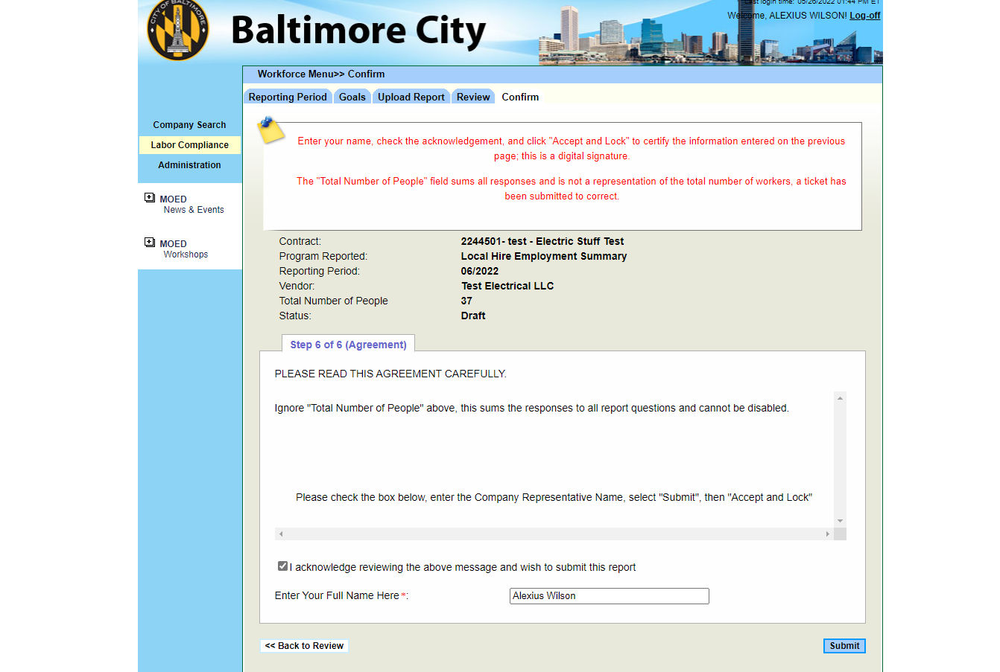 Last login time: 05/26/2022 01:44 PM ET
Welcome, ALEXIUS WILSON! Log-off
CITY OF BALTIMORE
Baltimore City
Workforce Menu>> Confirm
Reporting Period Goals Upload Report Review Confirm
Company Search
Labor Compliance
Administration
MOED
News & Events
MOED
Workshops
Enter your name, check the acknowledgement, and click "Accept and Lock" to certify the information entered on the previous
page; this is a digital signature.
The "Total Number of People" field sums all responses and is not a representation of the total number of workers, a ticket has
been submitted to correct.
Contract: 2244501- test - Electric Stuff Test
Program Reported: Local Hire Employment Summary
Reporting Period: 06/2022
Vendor: Test Electrical LLC
Total Number of People 37
Status: Draft
Step 6 of 6 (Agreement)
PLEASE READ THIS AGREEMENT CAREFULLY.
Ignore "Total Number of People" above, this sums the responses to all report questions and cannot be disabled.
Please check the box below, enter the Company Representative Name, select "Submit", then "Accept and Lock"
I acknowledge reviewing the above message and wish to submit this report
Enter Your Full Name Here *: Alexius Wilson
<< Back to Review Submit